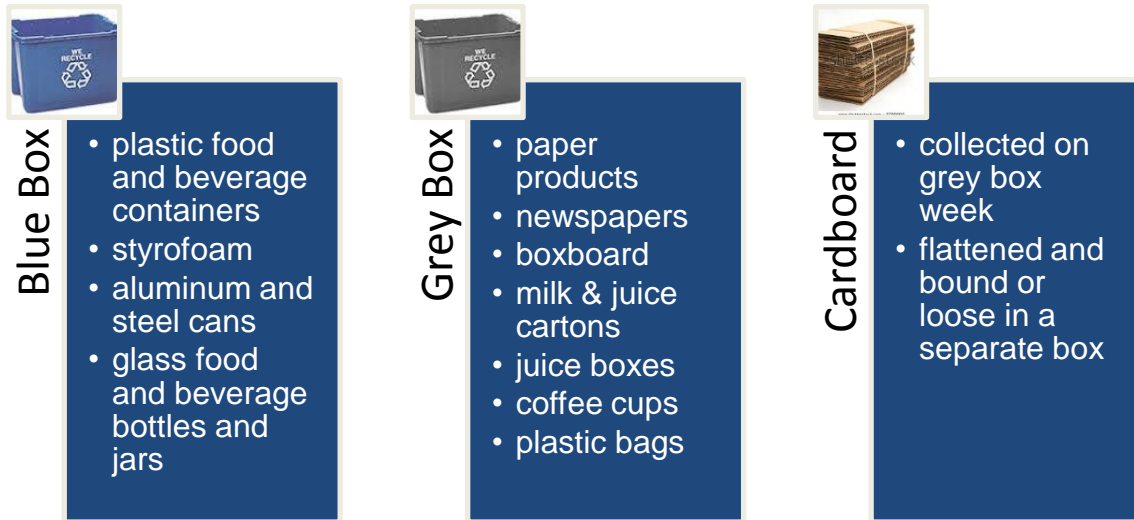 WE
RECYCLE
Blue Box
• plastic food
and beverage
containers
• styrofoam
• aluminum and
steel cans
• glass food
and beverage
bottles and
jars
WE
RECYCLE
Grey Box
• paper
products
• newspapers
• boxboard
• milk & juice
cartons
• juice boxes
• coffee cups
• plastic bags
Cardboard
• collected on
grey box
week
• flattened and
bound or
loose in a
separate box